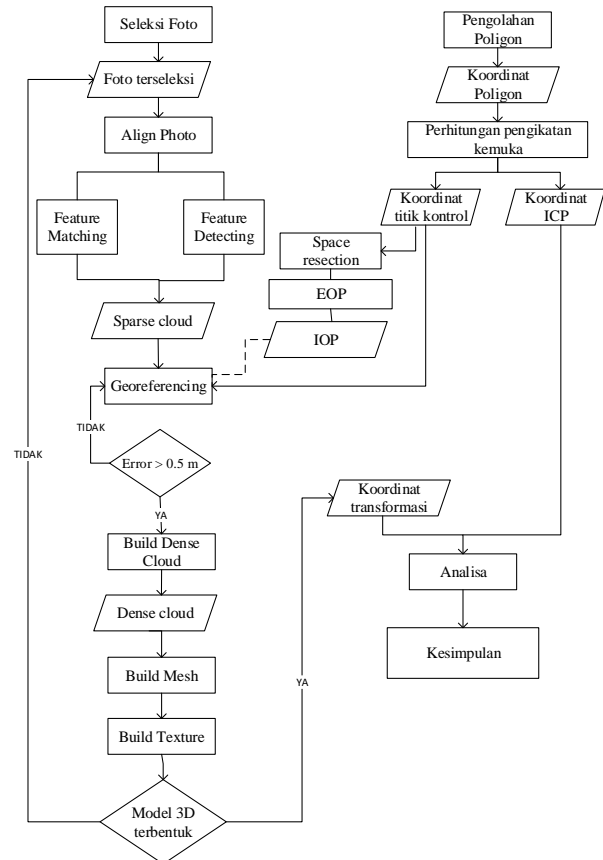 Seleksi Foto
Foto terseleksi
Align Photo
Feature
Matching
Feature
Detecting
Sparse cloud
Georeferencing
TIDAK
TIDAK
Error > 0.5 m
YA
Build Dense
Cloud
Dense cloud
Build Mesh
Build Texture
Model 3D
terbentuk
Pengolahan
Poligon
Koordinat
Poligon
Perhitungan pengikatan
kemuka
Koordinat
titik kontrol
Koordinat
ICP
Space
resection
EOP
IOP
YA
Koordinat
transformasi
Analisa
Kesimpulan